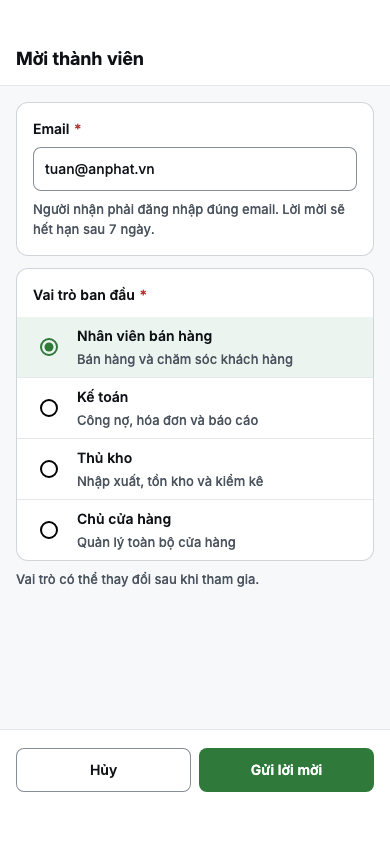 Mời thành viên
Email *
tuan@anphat.vn
Người nhận phải đăng nhập đúng email. Lời mời sẽ
hết hạn sau 7 ngày.
Vai trò ban đầu *
Nhân viên bán hàng
Bán hàng và chăm sóc khách hàng
Kế toán
Công nợ, hóa đơn và báo cáo
Thủ kho
Nhập xuất, tồn kho và kiểm kê
Chủ cửa hàng
Quản lý toàn bộ cửa hàng
Vai trò có thể thay đổi sau khi tham gia.
Hủy
Gửi lời mời